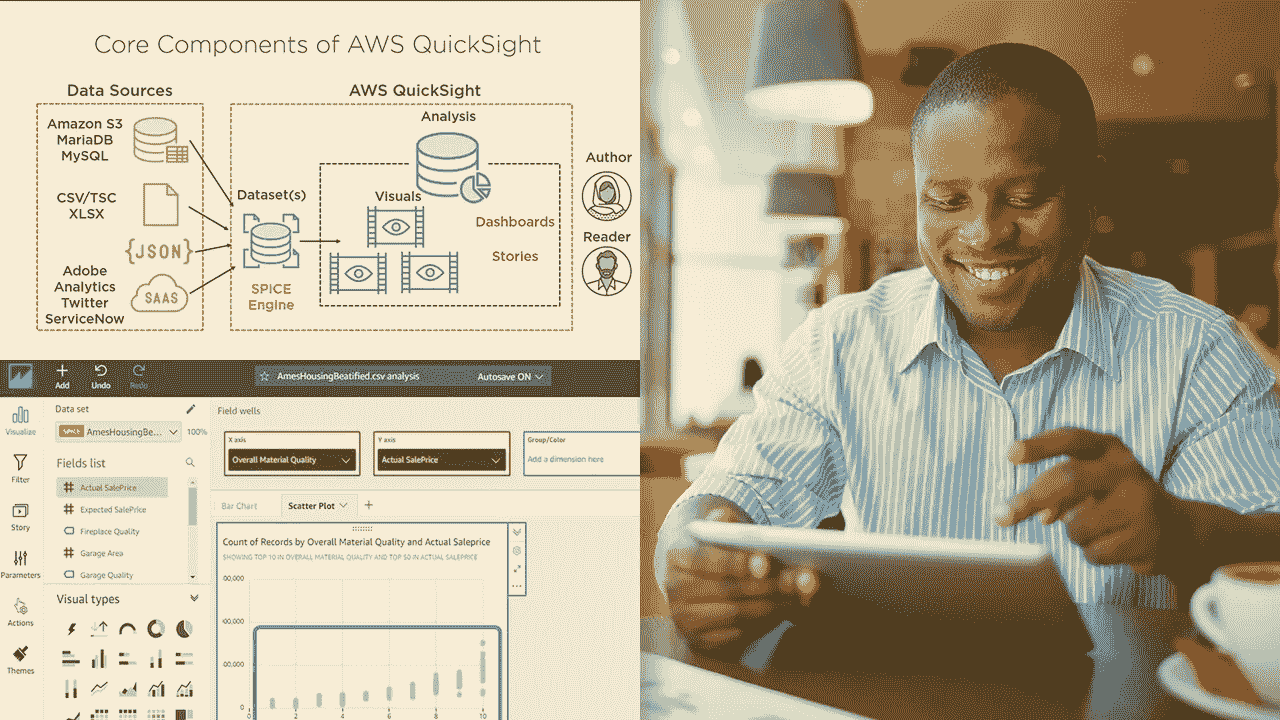 Core Components of AWS QuickSight
Data Sources
AWS QuickSight
Amazon S3
MariaDB
MySQL
CSV/TSC
XLSX
{JSON}
Adobe
Analytics
Twitter
ServiceNow
SAAS
Dataset(s)
SPICE
Engine
Analysis
Visuals
Dashboards
Stories
Author
Reader
Add
Undo
Redo
AmesHousingBeatified.csv analysis
Autosave ON
Visualize
Filter
Story
Parameters
Actions
Themes
Data set
SPICE
AmesHousingBe...
100%
Fields list
Actual SalePrice
Expected SalePrice
Fireplace Quality
Garage Area
Garage Quality
Visual types
Field wells
X axis
Overall Material Quality
Y axis
Actual SalePrice
Group/Color
Add a dimension here
Bar Chart
Scatter Plot
Count of Records by Overall Material Quality and Actual Saleprice
SHOWING TOP 10 IN OVERALL MATERIAL QUALITY AND TOP 50 IN ACTUAL SALEPRICE
00,000
00,000
00,000
0
0 2 4 6 8 10